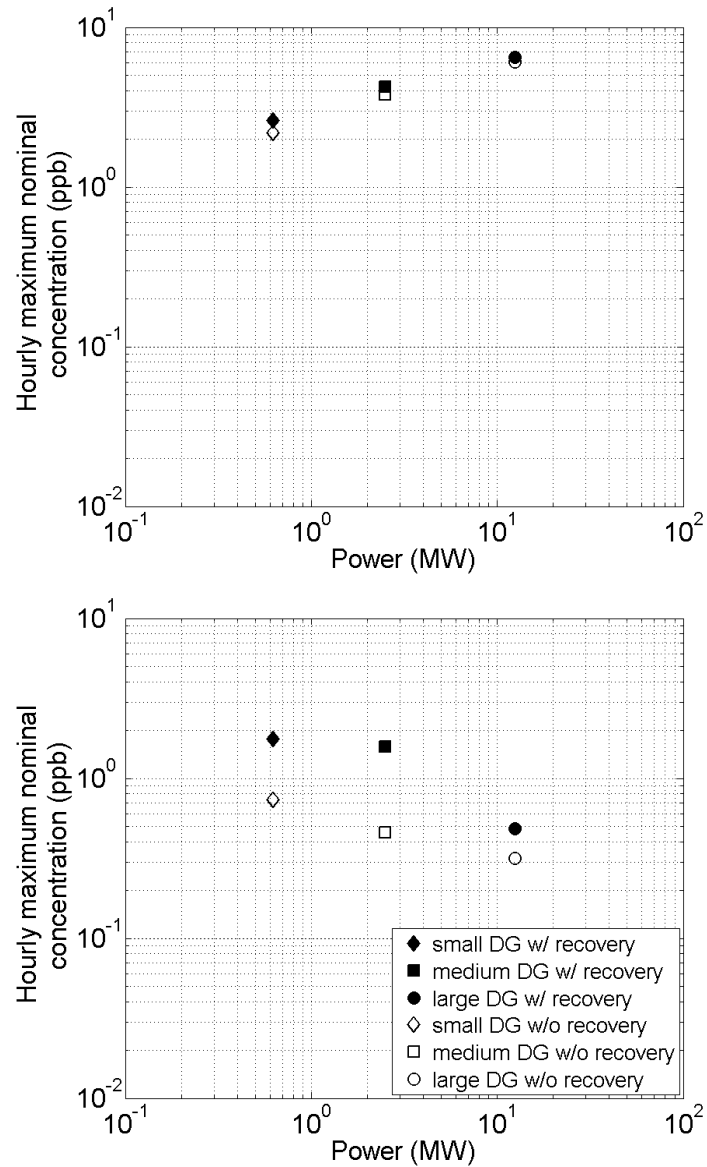 Hourly maximum nominal
concentration (ppb)
10^1
10^0
10^-1
10^-2
10^-1 10^0 10^1 10^2
Power (MW)
Hourly maximum nominal
concentration (ppb)
10^1
10^0
10^-1
10^-2
small DG w/ recovery
medium DG w/ recovery
large DG w/ recovery
small DG w/o recovery
medium DG w/o recovery
large DG w/o recovery
10^-1 10^0 10^1 10^2
Power (MW)